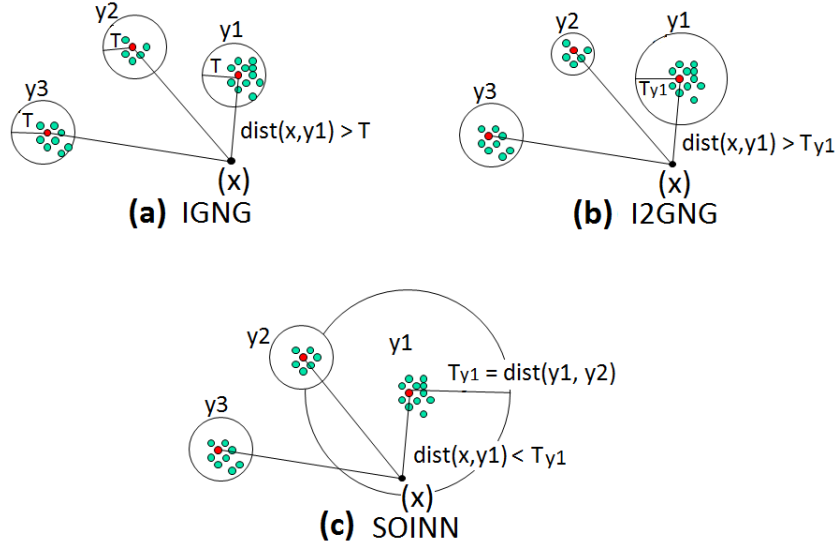 y2
y1
T
T
y3
T
dist(x,y1) > T
(x)
(a) IGNG
y1
y2
y3
Ty1
dist(x,y1) > Ty1
(x)
(b) I2GNG
y2
y1
Ty1 = dist(y1, y2)
y3
dist(x,y1) < Ty1
(x)
(c) SOINN